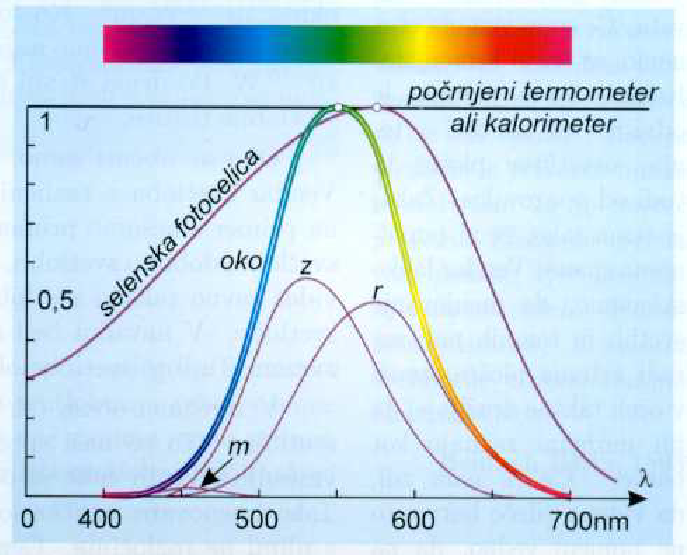 počrnjeni termometer
ali kalorimeter
1
selenska fotocelica
oko
z
r
0,5
m
λ
0 400 500 600 700nm